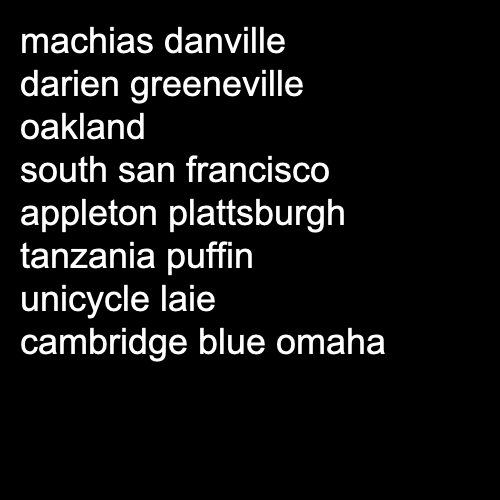 machias danville
darien greeneville
oakland
south san francisco
appleton plattsburgh
tanzania puffin
unicycle laie
cambridge blue omaha